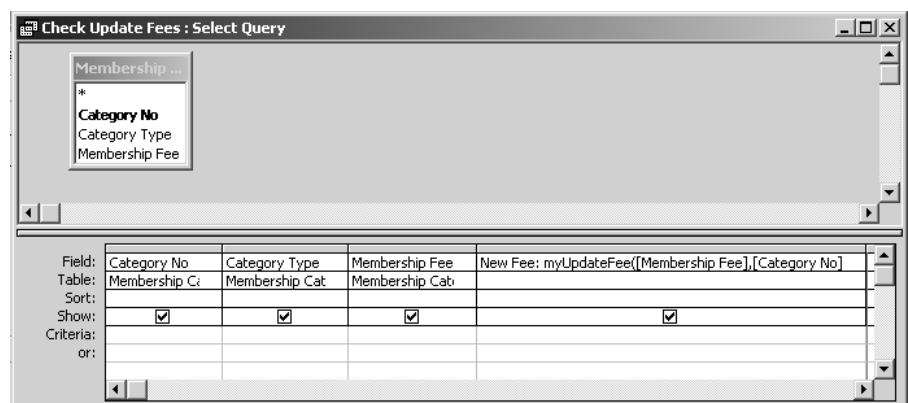 Check Update Fees : Select Query
Membership ...
*
Category No
Category Type
Membership Fee
Field: Category No Category Type Membership Fee New Fee: myUpdateFee([Membership Fee],[Category No]
Table: Membership Ca Membership Cat Membership Cat
Sort:
Show:
Criteria:
or: